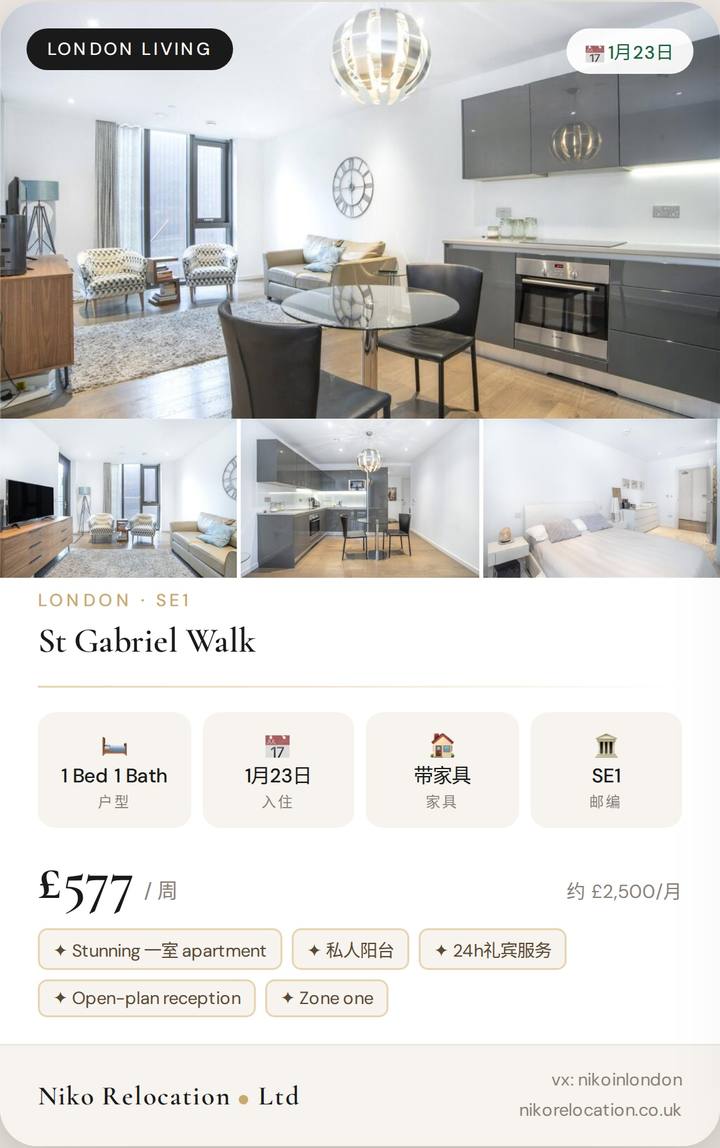 LONDON LIVING
📅1月23日
LONDON · SE1
St Gabriel Walk
1 Bed 1 Bath
1月23日
带家具
SE1
户型
入住
家具
邮编
£577 / 周
约 £2,500/月
✦ Stunning 一室 apartment
✦ 私人阳台
✦ 24h礼宾服务
✦ Open-plan reception
✦ Zone one
Niko Relocation ● Ltd
vx: nikoinlondon
nikorelocation.co.uk